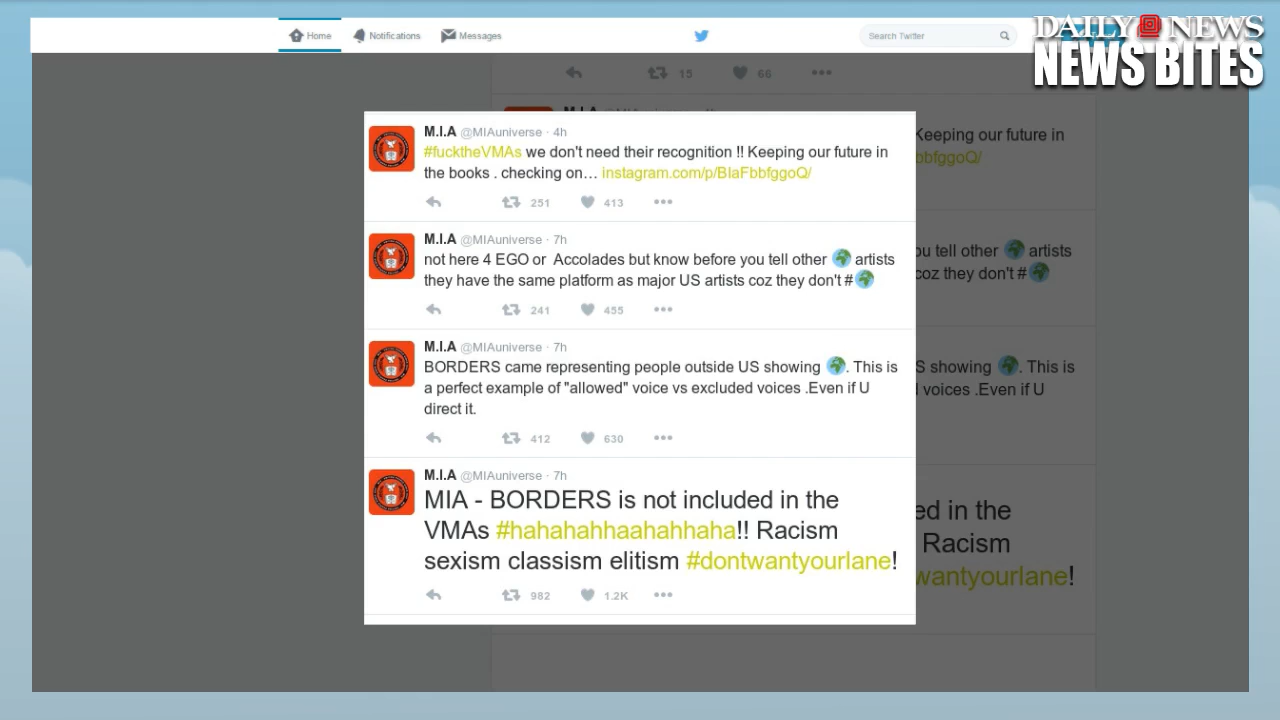 Home Notifications Messages Search Twitter
DAILY NEWS
NEWS BITES
15 66
M.I.A @MIAuniverse · 4h
#fucktheVMAs we don't need their recognition !! Keeping our future in
the books . checking on… instagram.com/p/BIaFbbfggoQ/
251 413
M.I.A @MIAuniverse · 7h
not here 4 EGO or Accolades but know before you tell other 🌍 artists
they have the same platform as major US artists coz they don't #🌍
241 455
M.I.A @MIAuniverse · 7h
BORDERS came representing people outside US showing 🌍. This is
a perfect example of "allowed" voice vs excluded voices .Even if U
direct it.
412 630
M.I.A @MIAuniverse · 7h
MIA - BORDERS is not included in the
VMAs #hahahahhaahahhaha!! Racism
sexism classism elitism #dontwantyourlane!
982 1.2K
Keeping our future in
bbfggoQ/
ou tell other 🌍 artists
coz they don't #🌍
S showing 🌍. This is
voices .Even if U
ed in the
Racism
wantyourlane!